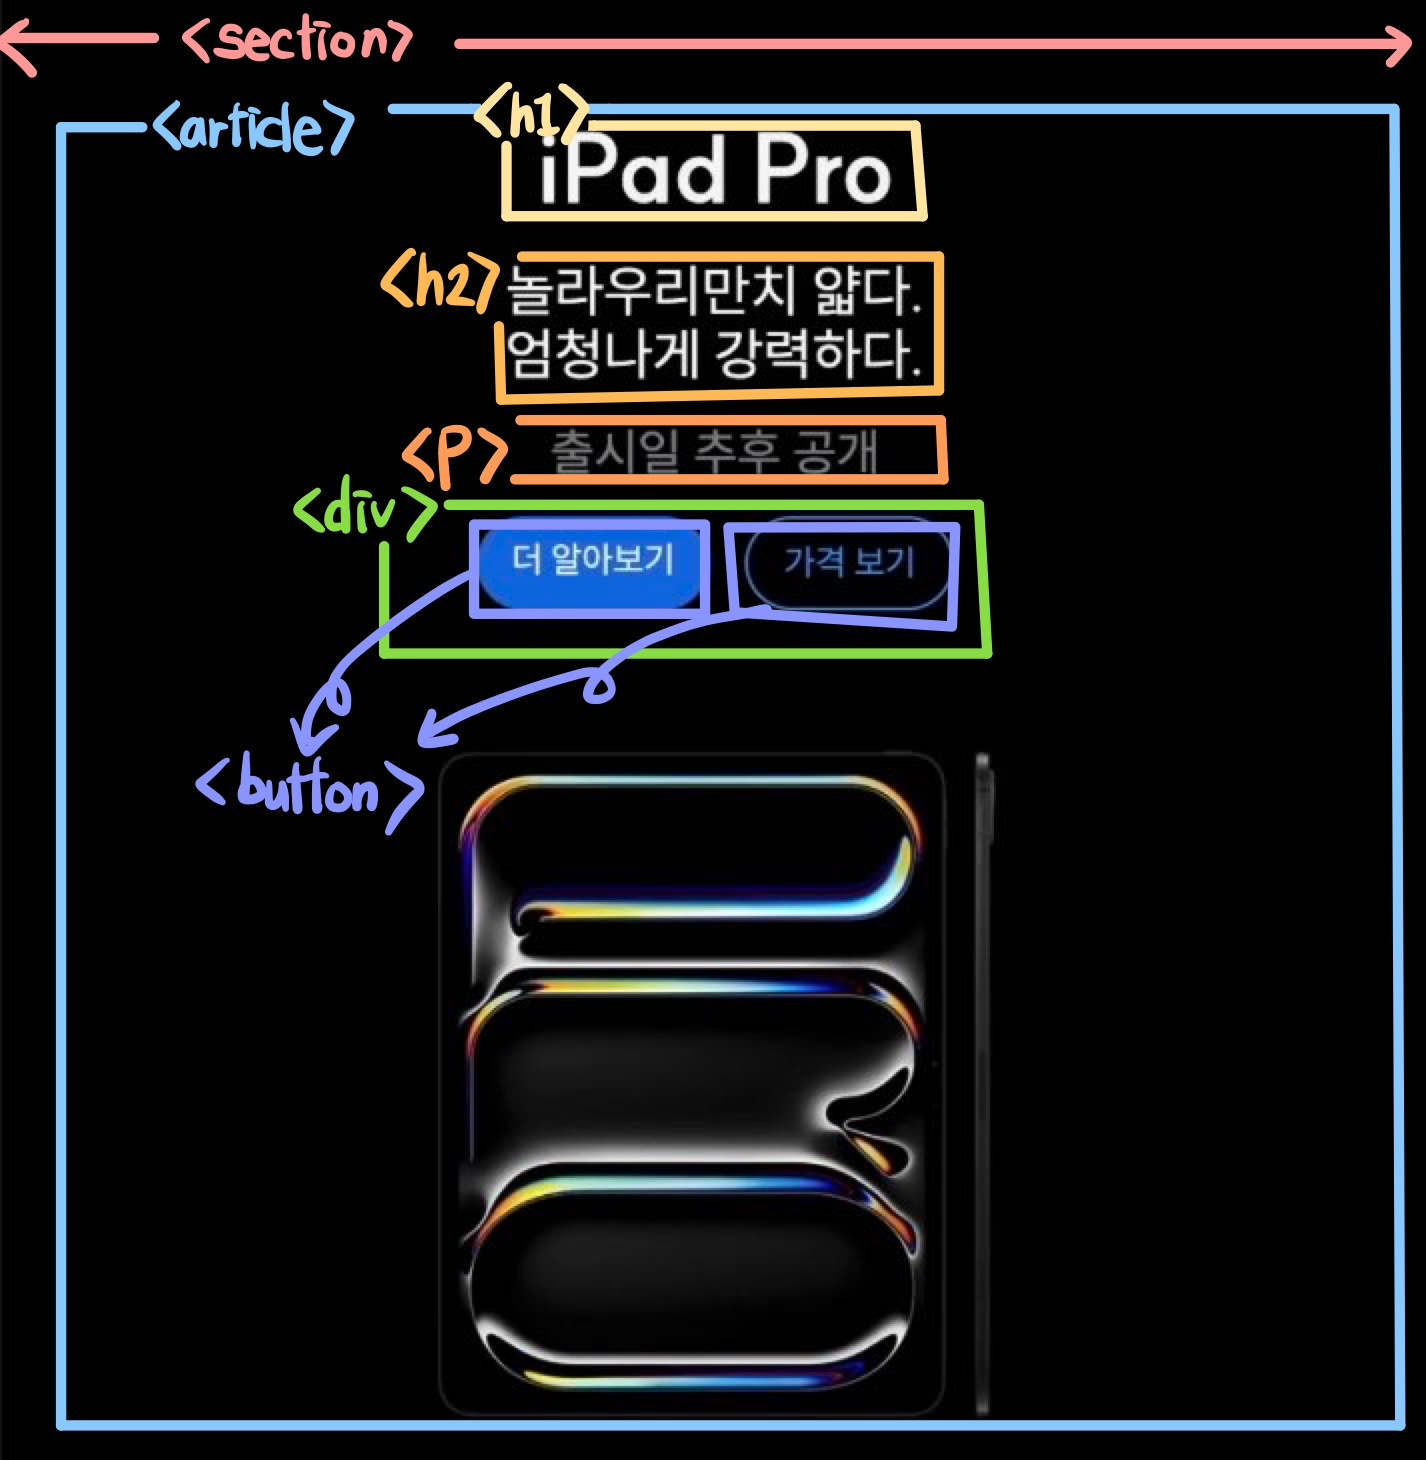 <section>
<article>
<h1>
iPad Pro
<h2>
놀라우리만치 얇다.
엄청나게 강력하다.
<P>
출시일 추후 공개
<div>
더 알아보기
가격 보기
<button>